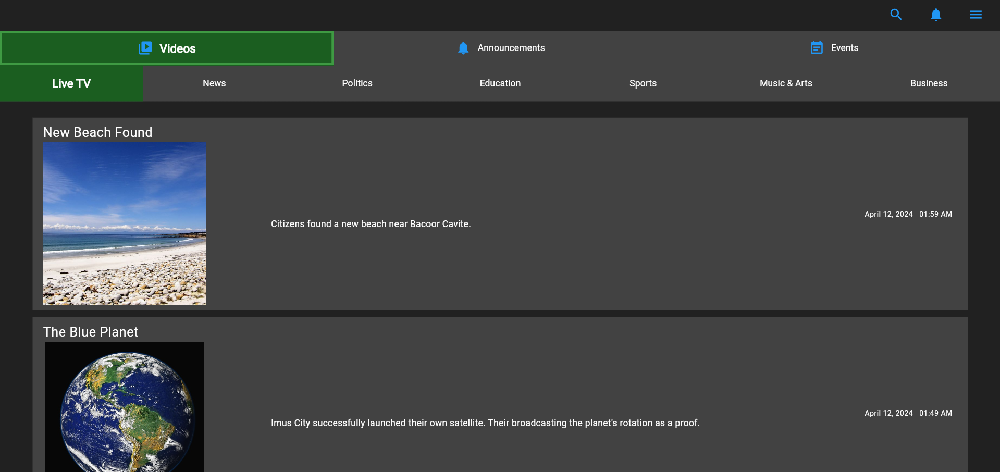 Videos
Announcements
Events
Live TV
News
Politics
Education
Sports
Music & Arts
Business
New Beach Found
Citizens found a new beach near Bacoor Cavite.
April 12, 2024 01:59 AM
The Blue Planet
Imus City successfully launched their own satellite. Their broadcasting the planet's rotation as a proof.
April 12, 2024 01:49 AM